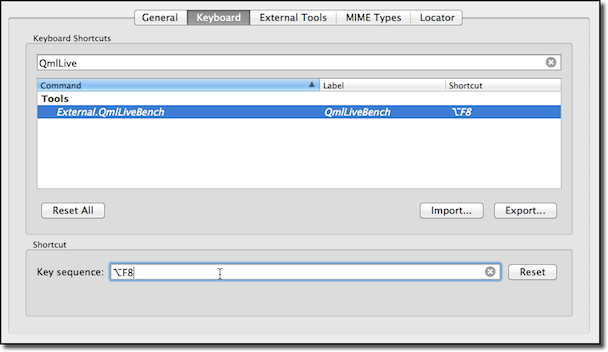 General Keyboard External Tools MIME Types Locator
Keyboard Shortcuts
QmlLive
Command Label Shortcut
Tools
External.QmlLiveBench QmlLiveBench ⌥F8
Reset All Import... Export...
Shortcut
Key sequence: ⌥F8 Reset